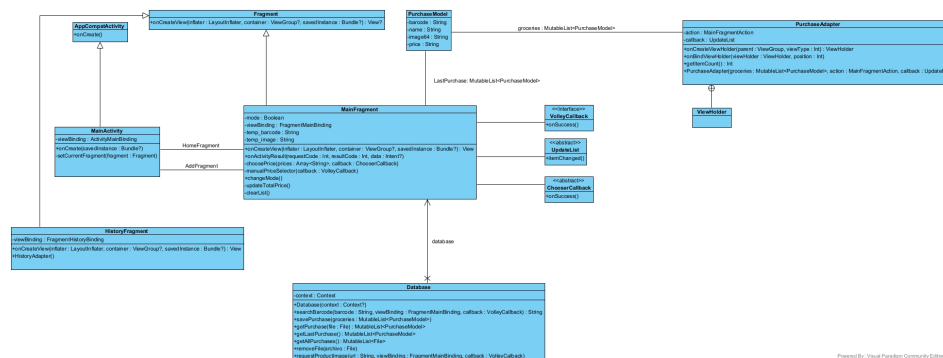 Fragment
+onCreateView(inflater : LayoutInflater, container : ViewGroup?, savedInstance : Bundle?) : View?
AppCompatActivity
+onCreate()
PurchaseModel
-barcode : String
-name : String
-image64 : String
-price : String
groceries : MutableList<PurchaseModel>
PurchaseAdapter
-action : MainFragmentAction
-callback : UpdateList
+onCreateViewHolder(parent : ViewGroup, viewType : Int) : ViewHolder
+onBindViewHolder(viewHolder : ViewHolder, position : Int)
+getItemCount() : Int
+PurchaseAdapter(groceries : MutableList<PurchaseModel>, action : MainFragmentAction, callback : Update
ViewHolder
LastPurchase : MutableList<PurchaseModel>
MainFragment
-mode : Boolean
-viewBinding : FragmentMainBinding
-temp_barcode : String
-temp_image : String
+onCreateView(inflater : LayoutInflater, container : ViewGroup?, savedInstance : Bundle?) : View
+onActivityResult(requestCode : Int, resultCode : Int, data : Intent?)
-choosePrice(prices : Array<String>, callback : ChooserCallback)
-manualPriceSelector(callback : VolleyCallback)
+changeMode()
-updateTotalPrice()
-clearList()
<<Interface>>
VolleyCallback
+onSuccess()
<<abstract>>
UpdateList
+itemChanged()
<<abstract>>
ChooserCallback
+onSuccess()
MainActivity
-viewBinding : ActivityMainBinding
+onCreate(savedInstance : Bundle?)
-setCurrentFragment(fragment : Fragment)
HomeFragment
AddFragment
HistoryFragment
-viewBinding : FragmentHistoryBinding
+onCreateView(inflater : LayoutInflater, container : ViewGroup?, savedInstance : Bundle?) : View
+HistoryAdapter()
database
Database
-context : Context
+Database(context : Context?)
+searchBarcode(barcode : String, viewBinding : FragmentMainBinding, callback : VolleyCallback) : String
+savePurchase(groceries : MutableList<PurchaseModel>)
+getPurchase(file : File) : MutableList<PurchaseModel>
+getLastPurchase() : MutableList<PurchaseModel>
+getAllPurchases() : MutableList<File>
+removeFile(archivo : File)
+requestProductImage(url : String, viewBinding : FragmentMainBinding, callback : VolleyCallback)
Powered By: Visual Paradigm Community Edition